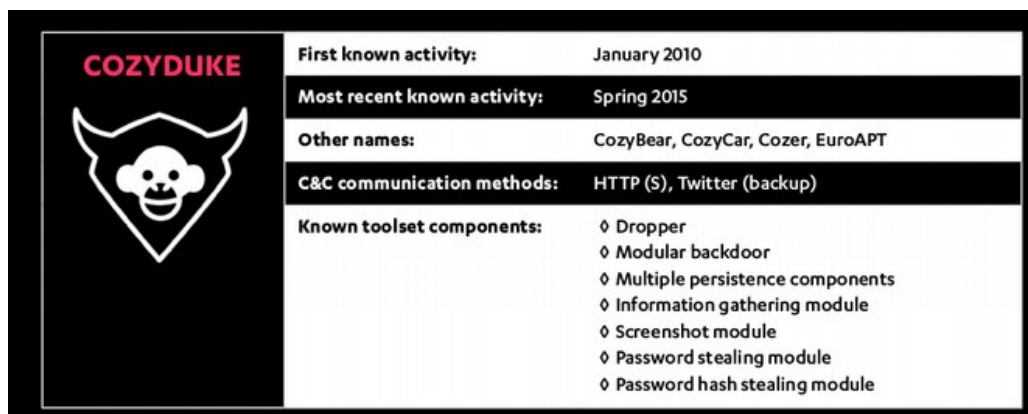 COZYDUKE
First known activity: January 2010
Most recent known activity: Spring 2015
Other names: CozyBear, CozyCar, Cozer, EuroAPT
C&C communication methods: HTTP (S), Twitter (backup)
Known toolset components: ◊ Dropper
◊ Modular backdoor
◊ Multiple persistence components
◊ Information gathering module
◊ Screenshot module
◊ Password stealing module
◊ Password hash stealing module